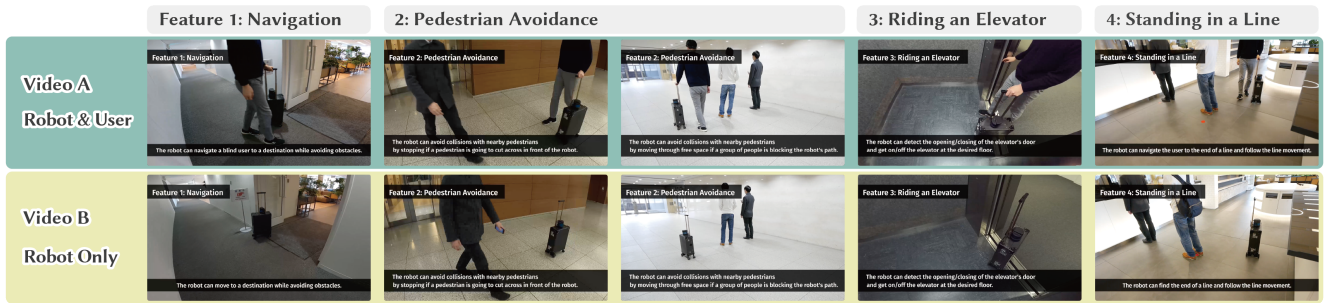 Feature 1: Navigation
2: Pedestrian Avoidance
3: Riding an Elevator
4: Standing in a Line
Video A
Robot & User
Feature 1: Navigation
The robot can navigate a blind user to a destination while avoiding obstacles.
Feature 2: Pedestrian Avoidance
The robot can avoid collisions with nearby pedestrians
by stopping if a pedestrian is going to cut across in front of the robot.
Feature 2: Pedestrian Avoidance
The robot can avoid collisions with nearby pedestrians
by moving through free space if a group of people is blocking the robot's path.
Feature 3: Riding an Elevator
The robot can detect the opening/closing of the elevator's door
and get on/off the elevator at the desired floor.
Feature 4: Standing in a Line
The robot can navigate the user to the end of a line and follow the line movement.
Video B
Robot Only
Feature 1: Navigation
The robot can move to a destination while avoiding obstacles.
Feature 2: Pedestrian Avoidance
The robot can avoid collisions with nearby pedestrians
by stopping if a pedestrian is going to cut across in front of the robot.
Feature 2: Pedestrian Avoidance
The robot can avoid collisions with nearby pedestrians
by moving through free space if a group of people is blocking the robot's path.
Feature 3: Riding an Elevator
The robot can detect the opening/closing of the elevator's door
and get on/off the elevator at the desired floor.
Feature 4: Standing in a Line
The robot can find the end of a line and follow the line movement.